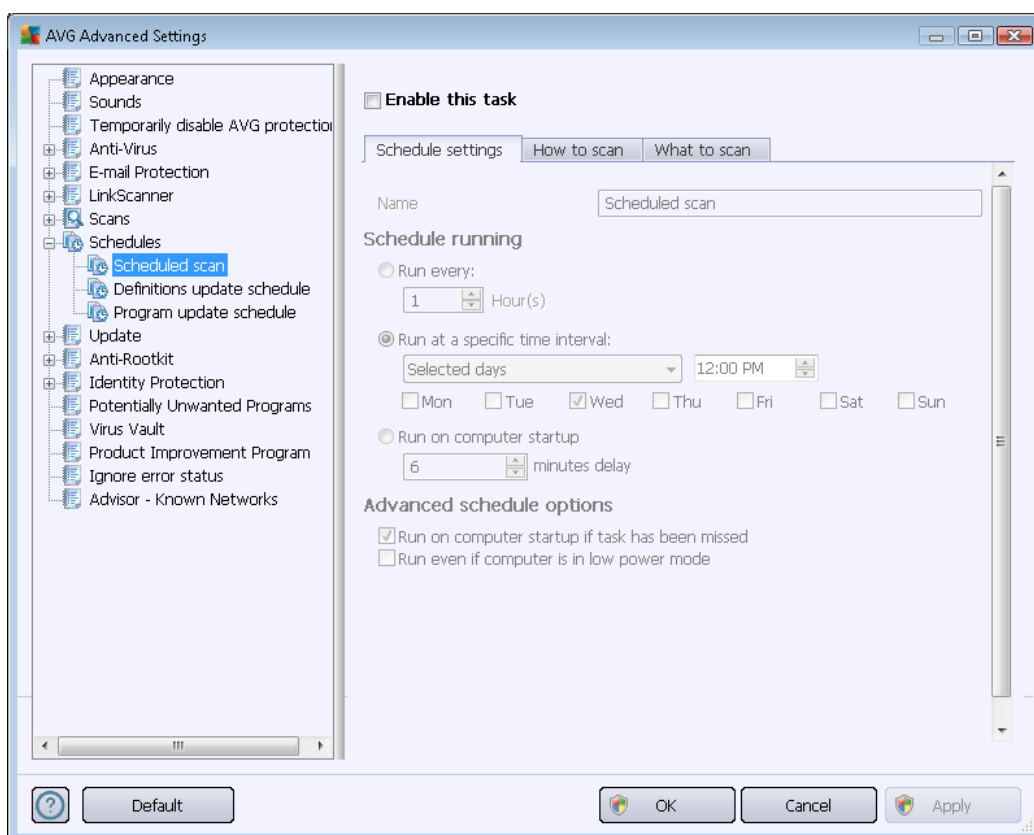 AVG Advanced Settings
Appearance
Sounds
Temporarily disable AVG protection
Anti-Virus
E-mail Protection
LinkScanner
Scans
Schedules
Scheduled scan
Definitions update schedule
Program update schedule
Update
Anti-Rootkit
Identity Protection
Potentially Unwanted Programs
Virus Vault
Product Improvement Program
Ignore error status
Advisor - Known Networks
Enable this task
Schedule settings How to scan What to scan
Name Scheduled scan
Schedule running
Run every:
1 Hour(s)
Run at a specific time interval:
Selected days 12:00 PM
Mon Tue Wed Thu Fri Sat Sun
Run on computer startup
6 minutes delay
Advanced schedule options
Run on computer startup if task has been missed
Run even if computer is in low power mode
? Default OK Cancel Apply